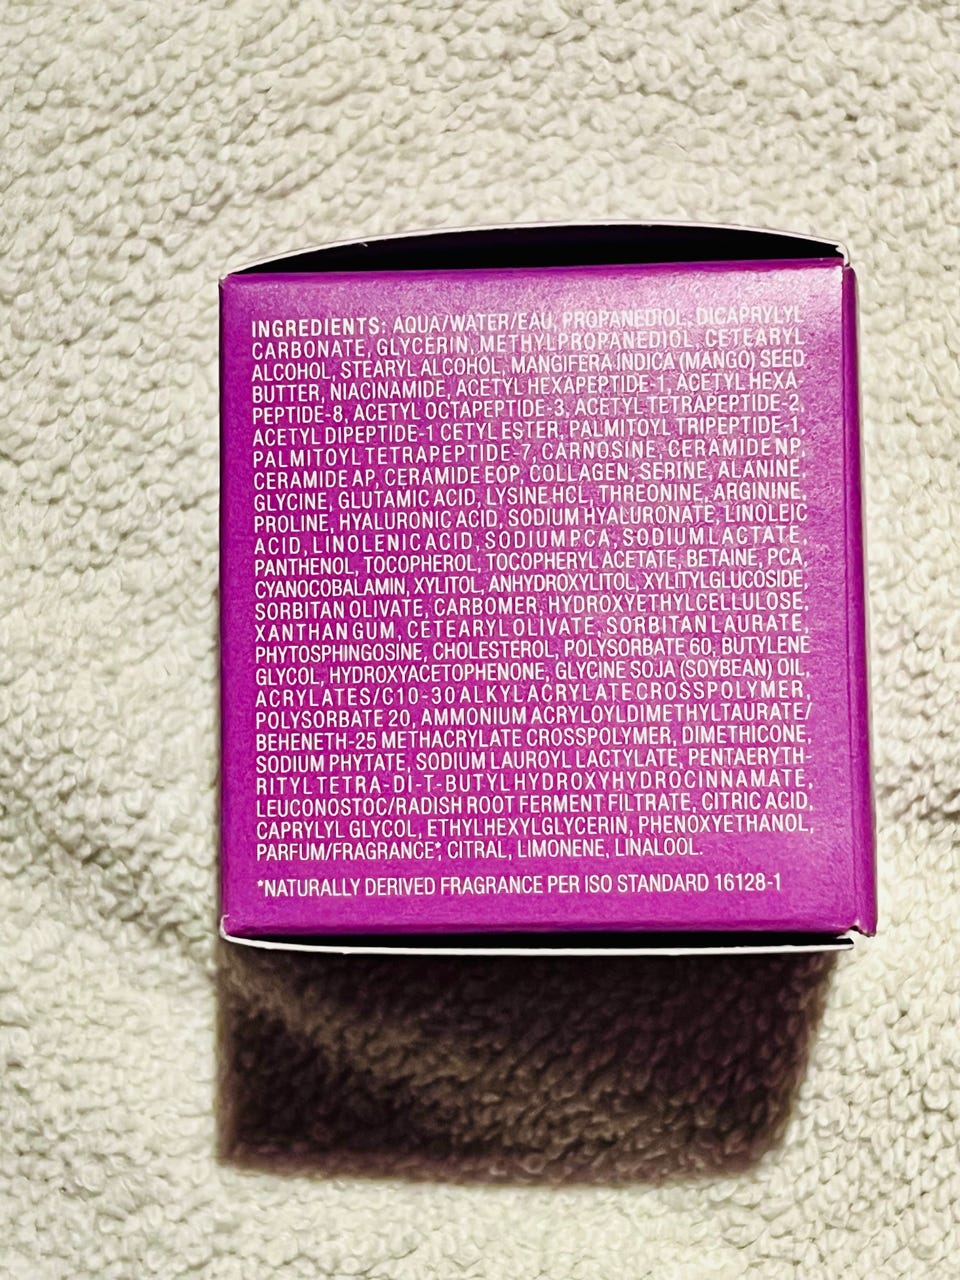 INGREDIENTS: AQUA/WATER/EAU, PROPANEDIOL, DICAPRYLYL
CARBONATE, GLYCERIN, METHYLPROPANEDIOL, CETEARYL
ALCOHOL, STEARYL ALCOHOL, MANGIFERA INDICA (MANGO) SEED
BUTTER, NIACINAMIDE, ACETYL HEXAPEPTIDE-1, ACETYL HEXA-
PEPTIDE-8, ACETYL OCTAPEPTIDE-3, ACETYL TETRAPEPTIDE-2,
ACETYL DIPEPTIDE-1 CETYL ESTER, PALMITOYL TRIPEPTIDE-1,
PALMITOYL TETRAPEPTIDE-7, CARNOSINE, CERAMIDE NP,
CERAMIDE AP, CERAMIDE EOP, COLLAGEN, SERINE, ALANINE,
GLYCINE, GLUTAMIC ACID, LYSINE HCL, THREONINE, ARGININE,
PROLINE, HYALURONIC ACID, SODIUM HYALURONATE, LINOLEIC
ACID, LINOLENIC ACID, SODIUM PCA, SODIUM LACTATE,
PANTHENOL, TOCOPHEROL, TOCOPHERYL ACETATE, BETAINE, PCA,
CYANOCOBALAMIN, XYLITOL, ANHYDROXYLITOL, XYLITYLGLUCOSIDE,
SORBITAN OLIVATE, CARBOMER, HYDROXYETHYLCELLULOSE,
XANTHAN GUM, CETEARYL OLIVATE, SORBITAN LAURATE,
PHYTOSPHINGOSINE, CHOLESTEROL, POLYSORBATE 60, BUTYLENE
GLYCOL, HYDROXYACETOPHENONE, GLYCINE SOJA (SOYBEAN) OIL,
ACRYLATES/C10-30 ALKYL ACRYLATE CROSSPOLYMER,
POLYSORBATE 20, AMMONIUM ACRYLOYLDIMETHYLTAURATE/
BEHENETH-25 METHACRYLATE CROSSPOLYMER, DIMETHICONE,
SODIUM PHYTATE, SODIUM LAUROYL LACTYLATE, PENTAERYTH-
RITYL TETRA-DI-T-BUTYL HYDROXYHYDROCINNAMATE,
LEUCONOSTOC/RADISH ROOT FERMENT FILTRATE, CITRIC ACID,
CAPRYLYL GLYCOL, ETHYLHEXYLGLYCERIN, PHENOXYETHANOL,
PARFUM/FRAGRANCE*, CITRAL, LIMONENE, LINALOOL.
*NATURALLY DERIVED FRAGRANCE PER ISO STANDARD 16128-1